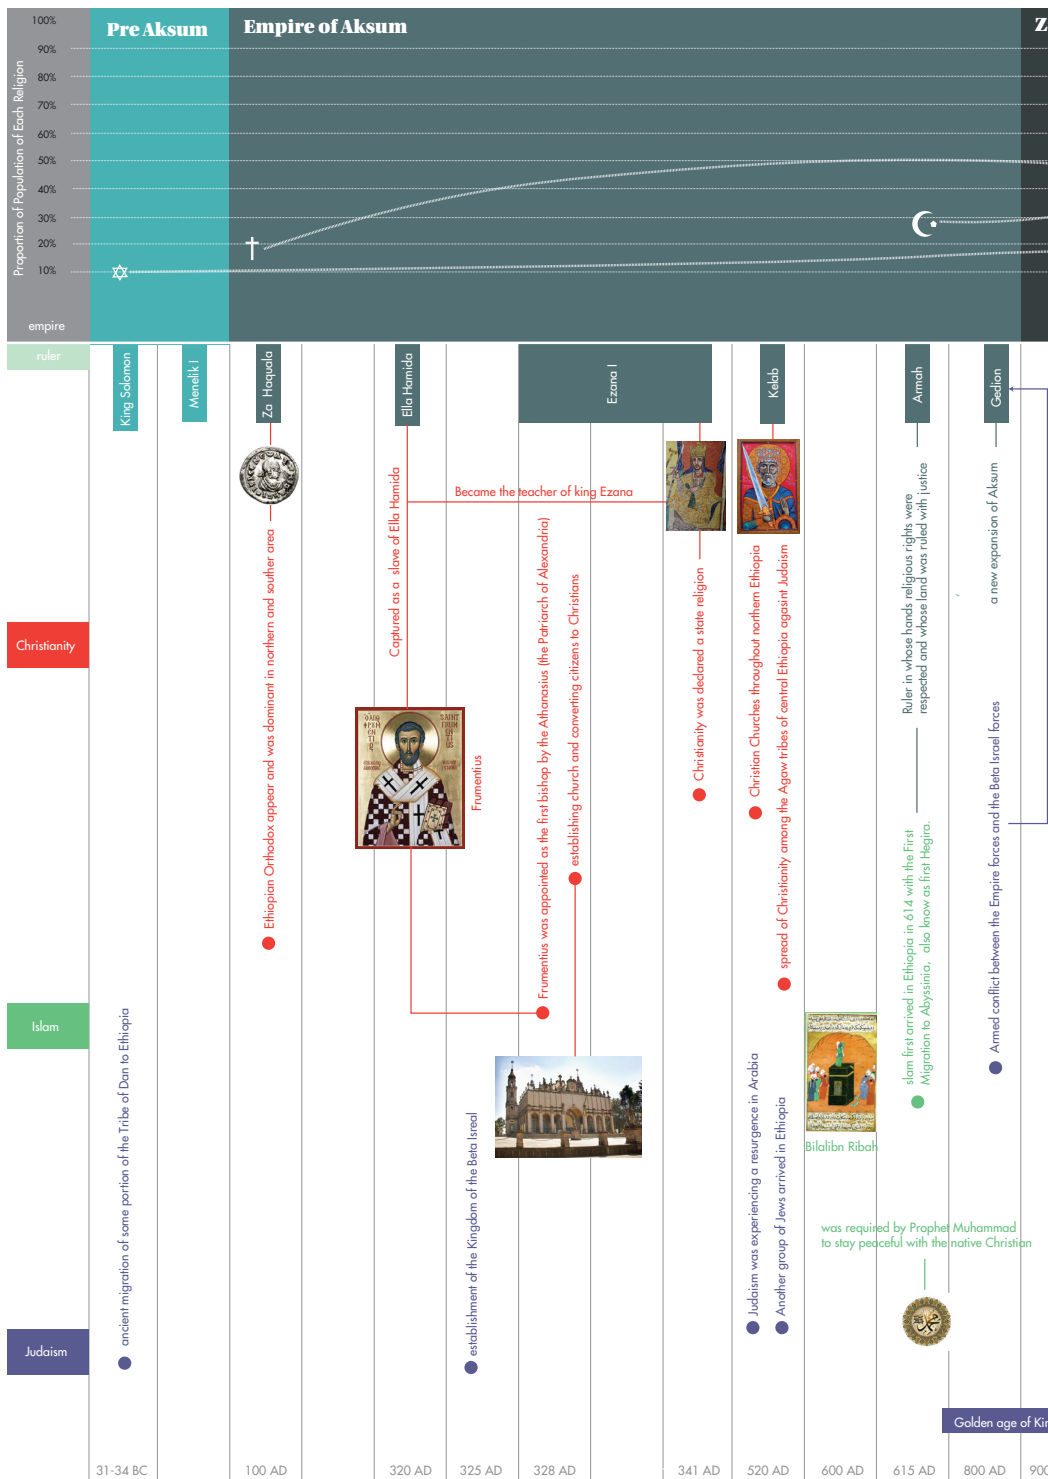 100%
90%
80%
70%
60%
50%
40%
30%
20%
10%
Proportion of Population of Each Religion
empire
Pre Aksum
Empire of Aksum
Z
ruler
King Solomon
Menelik I
Za Haquala
Ella Hamida
Ezana I
Kelab
Armah
Gedion
Christianity
Ethiopian Orthodox appear and was dominant in northern and souther area
Captured as a slave of Ella Hamida
Became the teacher of king Ezana
Frumentius
Frumentius was appointed as the first bishop by the Athanasius (the Patriarch of Alexandria)
establishing church and converting citizens to Christians
Christianity was declared a state religion
Christian Churches throughout northern Ethiopia
spread of Christianity among the Agaw tribes of central Ethiopia agasint Judaism
Ruler in whose hands religious rights were
respected and whose land was ruled with justice
a new expansion of Aksum
Islam
slam first arrived in Ethiopia in 614 with the First
Migration to Abyssinia, also know as first Hegira.
Bilalibn Ribah
was required by Prophet Muhammad
to stay peaceful with the native Christian
Armed conflict between the Empire forces and the Beta Israel forces
Judaism
ancient migration of some portion of the Tribe of Dan to Ethiopia
establishment of the Kingdom of the Beta Isreal
Judaism was experiencing a resurgence in Arabia
Another group of Jews arrived in Ethiopia
Golden age of Kin
31-34 BC
100 AD
320 AD
325 AD
328 AD
341 AD
520 AD
600 AD
615 AD
800 AD
900